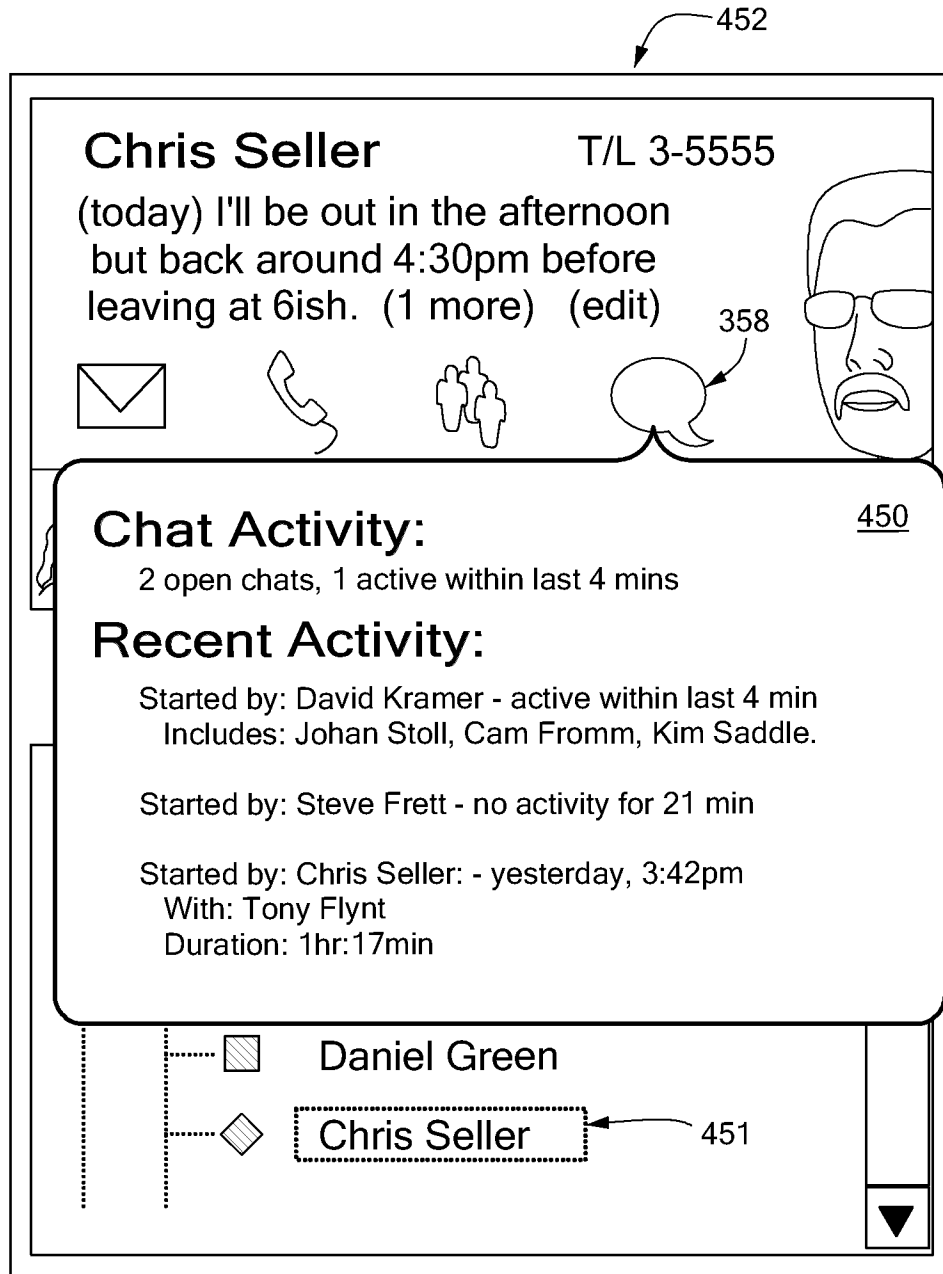 452
Chris Seller T/L 3-5555
(today) I'll be out in the afternoon
but back around 4:30pm before
leaving at 6ish. (1 more) (edit)
358
Chat Activity: 450
2 open chats, 1 active within last 4 mins
Recent Activity:
Started by: David Kramer - active within last 4 min
Includes: Johan Stoll, Cam Fromm, Kim Saddle.
Started by: Steve Frett - no activity for 21 min
Started by: Chris Seller: - yesterday, 3:42pm
With: Tony Flynt
Duration: 1hr:17min
Daniel Green
Chris Seller 451